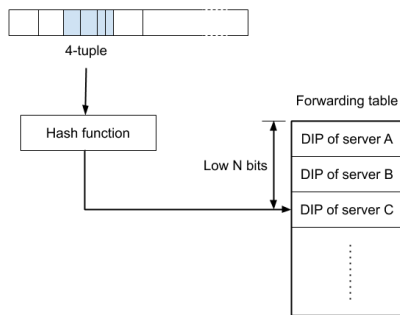 4-tuple
Forwarding table
Hash function
DIP of server A
Low N bits
DIP of server B
DIP of server C